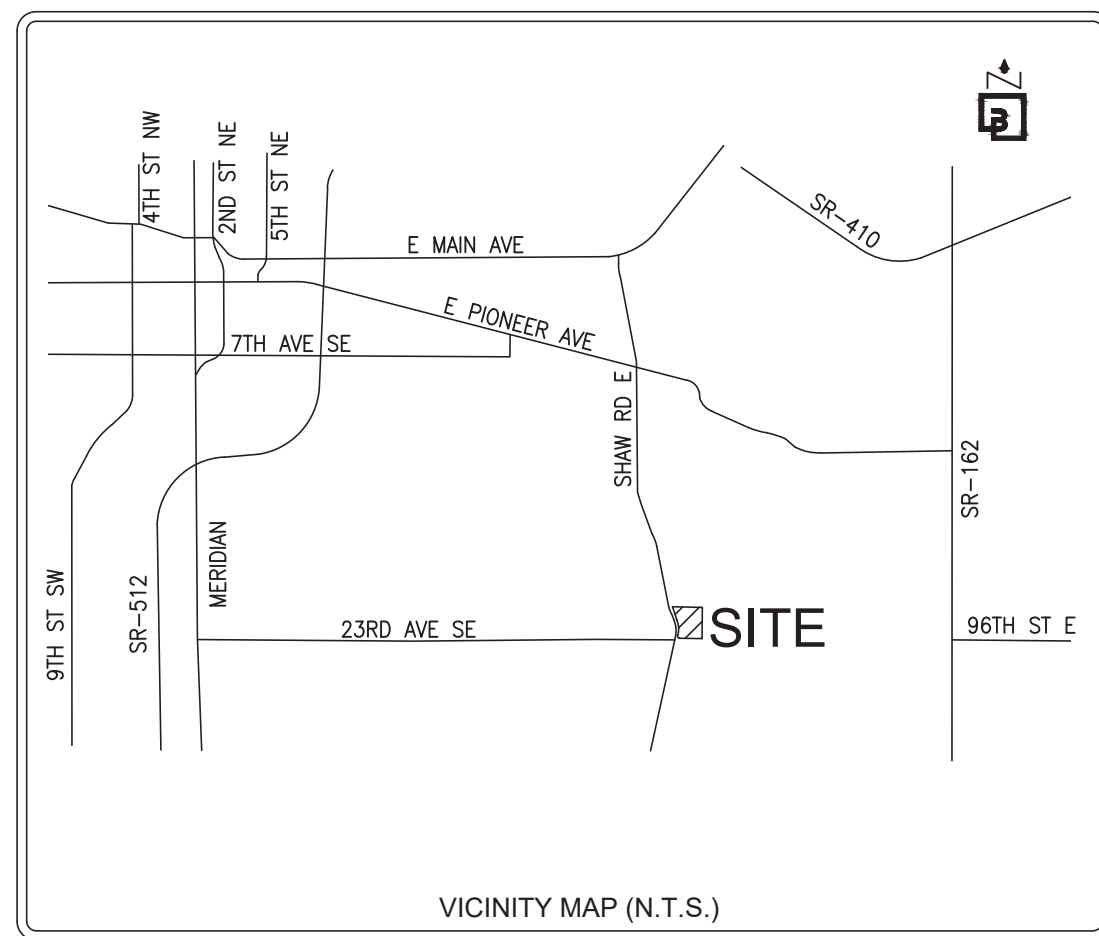 4TH ST NW
2ND ST NE
5TH ST NE
E MAIN AVE
SR-410
E PIONEER AVE
7TH AVE SE
SHAW RD E
SR-162
MERIDIAN
9TH ST SW
SR-512
23RD AVE SE
SITE
96TH ST E
VICINITY MAP (N.T.S.)